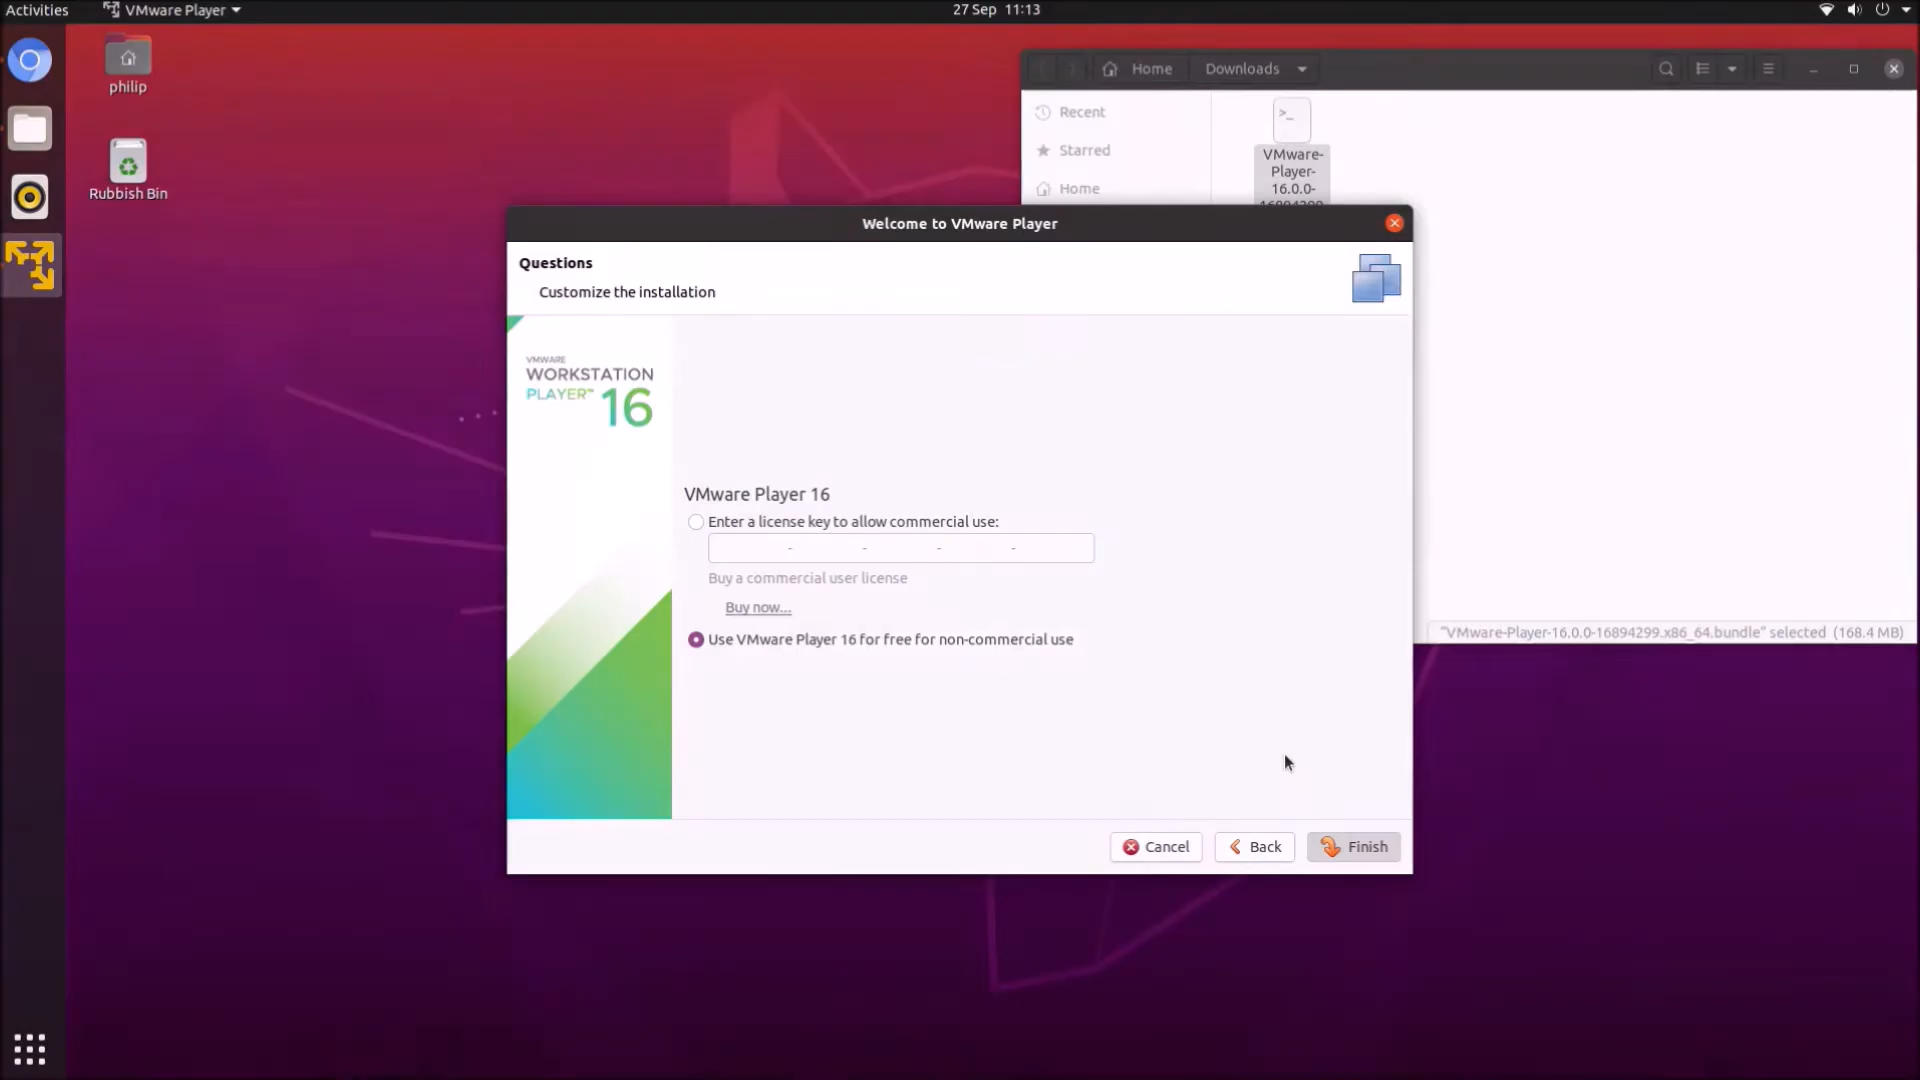 Activities
VMware Player
27 Sep 11:13
philip
Rubbish Bin
Home
Downloads
Recent
Starred
Home
>_
VMware-
Player-
16.0.0-
16894299.
Welcome to VMware Player
Questions
Customize the installation
VMWARE
WORKSTATION
PLAYER™ 16
VMware Player 16
Enter a license key to allow commercial use:
- - - -
Buy a commercial user license
Buy now...
Use VMware Player 16 for free for non-commercial use
Cancel
Back
Finish
"VMware-Player-16.0.0-16894299.x86_64.bundle" selected (168.4 MB)